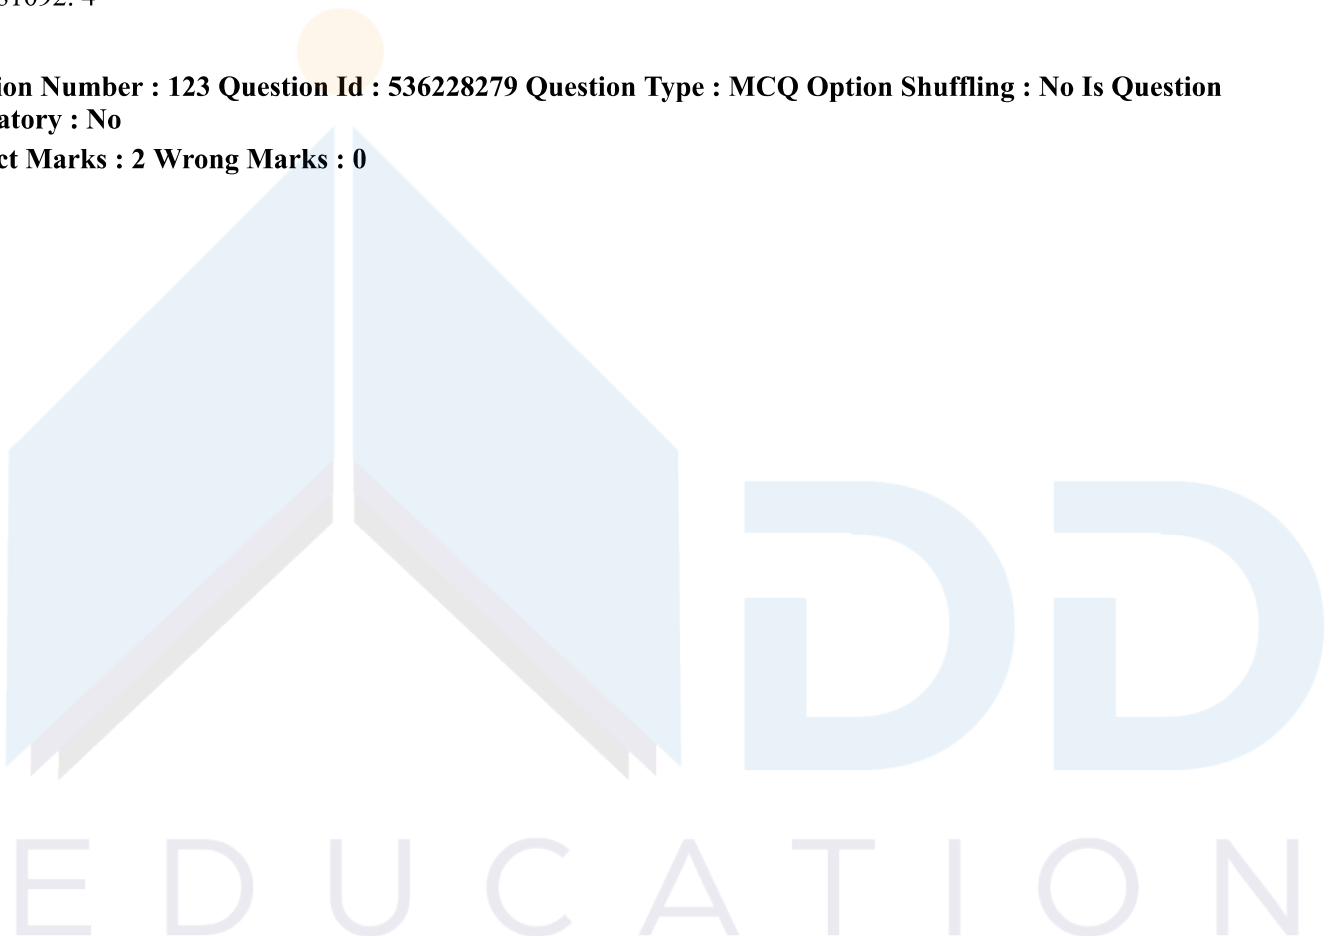 ion Number : 123 Question Id : 536228279 Question Type : MCQ Option Shuffling : No Is Question
atory : No
ct Marks : 2 Wrong Marks : 0
DD
EDUCATION